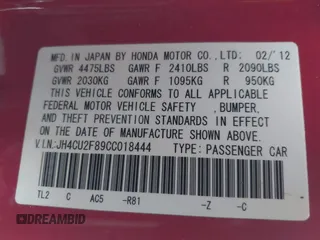 MFD. IN JAPAN BY HONDA MOTOR CO.,LTD. 02/'12
GVWR 4475LBS GAWR F 2410LBS R 2090LBS
GVWR 2030KG GAWR F 1095KG R 950KG
THIS VEHICLE CONFORMS TO ALL APPLICABLE
FEDERAL MOTOR VEHICLE SAFETY ,BUMPER,
AND THEFT PREVENTION STANDARDS IN EFFECT
ON THE DATE OF MANUFACTURE SHOWN ABOVE.
V.I.N.:JH4CU2F89CC018444 TYPE: PASSENGER CAR
TL2 C AC5 -R81 -Z -C
© DREAMBID